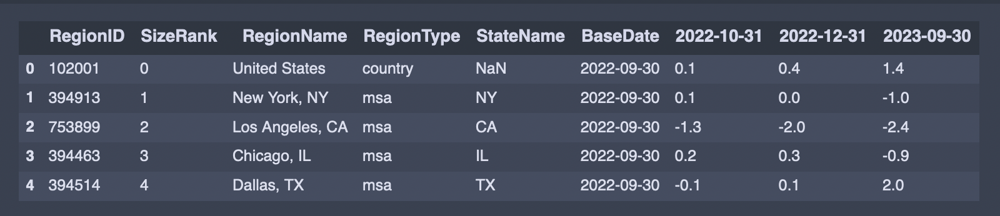 RegionID SizeRank RegionName RegionType StateName BaseDate 2022-10-31 2022-12-31 2023-09-30
0 102001 0 United States country NaN 2022-09-30 0.1 0.4 1.4
1 394913 1 New York, NY msa NY 2022-09-30 0.1 0.0 -1.0
2 753899 2 Los Angeles, CA msa CA 2022-09-30 -1.3 -2.0 -2.4
3 394463 3 Chicago, IL msa IL 2022-09-30 0.2 0.3 -0.9
4 394514 4 Dallas, TX msa TX 2022-09-30 -0.1 0.1 2.0